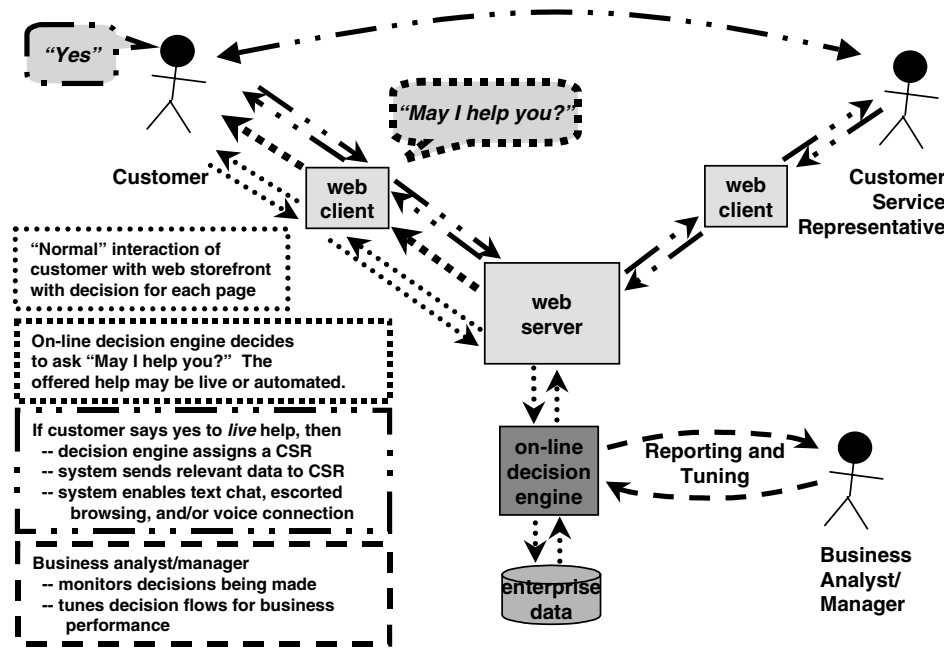 “Yes”
“May I help you?”
Customer
web
client
web
client
Customer
Service
Representative
“Normal” interaction of
customer with web storefront
with decision for each page
web
server
On-line decision engine decides
to ask “May I help you?” The
offered help may be live or automated.
If customer says yes to live help, then
-- decision engine assigns a CSR
-- system sends relevant data to CSR
-- system enables text chat, escorted
browsing, and/or voice connection
on-line
decision
engine
Reporting and
Tuning
Business
Analyst/
Manager
Business analyst/manager
-- monitors decisions being made
-- tunes decision flows for business
performance
enterprise
data